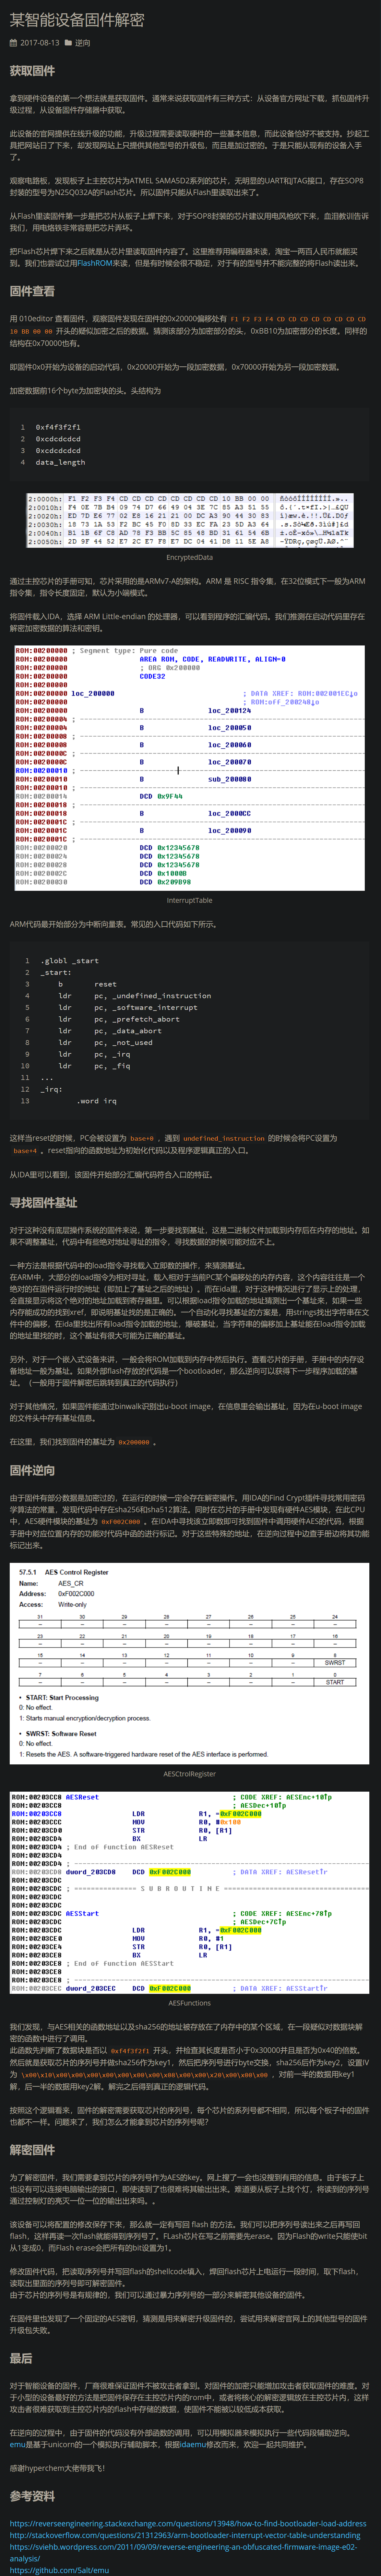 某智能设备固件解密
2017-08-13 逆向
获取固件
拿到硬件设备的第一个想法就是获取固件。通常来说获取固件有三种方式：从设备官方网址下载，抓包固件升级过程，从设备固件存储器中获取。
此设备的官网提供在线升级的功能，升级过程需要读取硬件的一些基本信息，而此设备恰好不被支持。抄起工具把网站日了下来，却发现网站上只提供其他型号的升级包，而且是加过密的。于是只能从现有的设备入手了。
观察电路板，发现板子上主控芯片为ATMEL SAMA5D2系列的芯片，无明显的UART和JTAG接口，存在SOP8封装的型号为N25Q032A的Flash芯片。所以固件只能从Flash里读取出来了。
从Flash里读固件第一步是把芯片从板子上焊下来，对于SOP8封装的芯片建议用电风枪吹下来，血泪教训告诉我们，用电烙铁非常容易把芯片弄坏。
把Flash芯片焊下来之后就是从芯片里读取固件内容了。这里推荐用编程器来读，淘宝一两百人民币就能买到。我们也尝试过用FlashROM来读，但是有时候会很不稳定，对于有的型号并不能完整的将Flash读出来。
固件查看
用 010editor 查看固件，观察固件发现在固件的0x20000偏移处有 F1 F2 F3 F4 CD CD CD CD CD CD CD CD 10 BB 00 00 开头的疑似加密之后的数据。猜测该部分为加密部分的头，0xBB10为加密部分的长度。同样的结构在0x70000也有。
即固件0x0开始为设备的启动代码，0x20000开始为一段加密数据，0x70000开始为另一段加密数据。
加密数据前16个byte为加密块的头。头结构为
1 0xf4f3f2f1
2 0xcdcdcdcd
3 0xcdcdcdcd
4 data_length
2:0000h: F1 F2 F3 F4 CD CD CD CD CD CD CD CD 10 BB 00 00
EncryptedData
通过主控芯片的手册可知，芯片采用的是ARMv7-A的架构。ARM 是 RISC 指令集，在32位模式下一般为ARM指令集，指令长度固定，默认为小端模式。
将固件载入IDA，选择 ARM Little-endian 的处理器，可以看到程序的汇编代码。我们推测在启动代码里存在解密加密数据的算法和密钥。
ROM:00200000 ; Segment type: Pure code
ROM:00200000 AREA ROM, CODE, READWRITE, ALIGN=0
ROM:00200000 ; ORG 0x200000
ROM:00200000 CODE32
ROM:00200000
ROM:00200000 loc_200000 ; DATA XREF: ROM:002001EC↓o
ROM:00200000 ; ROM:off_200240↓o
ROM:00200000 B loc_200124
ROM:00200004 B loc_200050
ROM:00200008 B loc_200060
ROM:0020000C B loc_200070
ROM:00200010 B sub_200080
ROM:00200014 DCD 0x9F44
ROM:00200018 B loc_2000CC
ROM:0020001C B loc_200090
ROM:00200020 DCD 0x12345678
ROM:00200024 DCD 0x12345678
ROM:00200028 DCD 0x12345678
ROM:0020002C DCD 0x1000B
ROM:00200030 DCD 0x209B98
InterruptTable
ARM代码最开始部分为中断向量表。常见的入口代码如下所示。
1 .globl _start
2 _start:
3 b reset
4 ldr pc, _undefined_instruction
5 ldr pc, _software_interrupt
6 ldr pc, _prefetch_abort
7 ldr pc, _data_abort
8 ldr pc, _not_used
9 ldr pc, _irq
10 ldr pc, _fiq
11 ...
12 _irq:
13 .word irq
这样当reset的时候，PC会被设置为 base+0 ，遇到 undefined_instruction 的时候会将PC设置为 base+4 。reset指向的函数地址为初始化代码以及程序逻辑真正的入口。
从IDA里可以看到，该固件开始部分汇编代码符合入口的特征。
寻找固件基址
对于这种没有底层操作系统的固件来说，第一步要找到基址，这是二进制文件加载到内存后在内存的地址。如果不调整基址，代码中有些绝对地址寻址的指令，寻找数据的时候可能对应不上。
一种方法是根据代码中的load指令寻找载入立即数的操作，来猜测基址。
在ARM中，大部分的load指令为相对寻址，载入相对于当前PC某个偏移处的内存内容，这个内容往往是一个绝对的在固件运行时的地址（即加上了基址之后的地址）。而在ida里，对于这种情况进行了显示上的处理，会直接显示将这个绝对的地址加载到寄存器里。可以根据load指令加载的地址猜测出一个基址来，如果一些内存能成功的找到xref，即说明基址找的是正确的。一个自动化寻找基址的方案是，用strings找出字符串在文件中的偏移，在ida里找出所有load指令加载的地址，爆破基址，当字符串的偏移加上基址能在load指令加载的地址里找的时，这个基址有很大可能为正确的基址。
另外，对于一个嵌入式设备来讲，一般会将ROM加载到内存中然后执行。查看芯片的手册，手册中的内存设备地址一般为基址。如果外部flash存放的代码是一个bootloader，那么逆向可以获得下一步程序加载的基址。（一般用于固件解密后跳转到真正的代码执行）
对于其他情况，如果固件能通过binwalk识别出u-boot image，在信息里会输出基址，因为在u-boot image的文件头中存有基址信息。
在这里，我们找到固件的基址为 0x200000 。
固件逆向
由于固件有部分数据是加密过的，在运行的时候一定会存在解密操作。用IDA的Find Crypt插件寻找常用密码学算法的常量，发现代码中存在sha256和sha512算法。同时在芯片的手册中发现有硬件AES模块，在此CPU中，AES硬件模块的基址为 0xF002C000 。在IDA中寻找该立即数即可找到固件中调用硬件AES的代码，根据手册中对应位置内存的功能对代码中函的进行标记。对于这些特殊的地址，在逆向过程中边查手册边将其功能标记出来。
57.5.1 AES Control Register
Name: AES_CR
Address: 0xF002C000
Access: Write-only
31 30 29 28 27 26 25 24
– – – – – – – –
23 22 21 20 19 18 17 16
– – – – – – – –
15 14 13 12 11 10 9 8
– – – – – – – SWRST
7 6 5 4 3 2 1 0
– – – – – – – START
• START: Start Processing
0: No effect.
1: Starts manual encryption/decryption process.
• SWRST: Software Reset
0: No effect.
1: Resets the AES. A software-triggered hardware reset of the AES interface is performed.
AESCtrolRegister
ROM:00203CC8 AESReset ; CODE XREF: AESEnc+10↑p
ROM:00203CC8 ; AESDec+10↑p
ROM:00203CC8 LDR R1, =0xF002C000
ROM:00203CCC MOV R0, #0x100
ROM:00203CD0 STR R0, [R1]
ROM:00203CD4 BX LR
ROM:00203CD4 ; End of function AESReset
ROM:00203CD8 dword_203CD8 DCD 0xF002C000 ; DATA XREF: AESReset↑r
ROM:00203CDC ; S U B R O U T I N E
ROM:00203CDC AESStart ; CODE XREF: AESEnc+78↑p
ROM:00203CDC ; AESDec+7C↑p
ROM:00203CDC LDR R1, =0xF002C000
ROM:00203CE0 MOV R0, #1
ROM:00203CE4 STR R0, [R1]
ROM:00203CE8 BX LR
ROM:00203CE8 ; End of function AESStart
ROM:00203CEC dword_203CEC DCD 0xF002C000 ; DATA XREF: AESStart↑r
AESFunctions
我们发现，与AES相关的函数地址以及sha256的地址被存放在了内存中的某个区域，在一段疑似对数据块解密的函数中进行了调用。
此函数先判断了数据块是否以 0xf4f3f2f1 开头，并检查其长度是否小于0x30000并且是否为0x40的倍数。然后就是获取芯片的序列号并做sha256作为key1，然后把序列号进行byte交换，sha256后作为key2，设置IV为 \x00\x10\x00\x00\x00\x00\x00\x00\x00\x08\x00\x00\x20\x00\x00\x00 ，对前一半的数据用key1解，后一半的数据用key2解。解完之后得到真正的逻辑代码。
按照这个逻辑看来，固件的解密需要获取芯片的序列号，每个芯片的系列号都不相同，所以每个板子中的固件也都不一样。问题来了，我们怎么才能拿到芯片的序列号呢？
解密固件
为了解密固件，我们需要拿到芯片的序列号作为AES的key。网上搜了一会也没搜到有用的信息。由于板子上也没有可以连接电脑输出的接口，即使读到了也很难将其输出出来。难道要从板子上找个灯，将读到的序列号通过控制灯的亮灭一位一位的输出出来吗。。
该设备可以将配置的修改保存下来，那么就一定有写回 flash 的方法。我们可以把序列号读出来之后再写回flash，这样再读一次flash就能得到序列号了。FLash芯片在写之前需要先erase。因为Flash的write只能使bit从1变成0，而Flash erase会把所有的bit设置为1。
修改固件代码，把读取序列号并写回flash的shellcode填入，焊回flash芯片上电运行一段时间，取下flash，读取出里面的序列号即可解密固件。
由于芯片的序列号是有规律的，我们可以通过暴力序列号的一部分来解密其他设备的固件。
在固件里也发现了一个固定的AES密钥，猜测是用来解密升级固件的，尝试用来解密官网上的其他型号的固件升级包失败。
最后
对于智能设备的固件，厂商很难保证固件不被攻击者拿到。对固件的加密只能增加攻击者获取固件的难度。对于小型的设备最好的方法是把固件保存在主控芯片内的rom中，或者将核心的解密逻辑放在主控芯片内，这样攻击者很难获取到主控芯片内的flash中存储的数据，使固件不能被以较低成本获取。
在逆向的过程中，由于固件的代码没有外部函数的调用，可以用模拟器来模拟执行一些代码段辅助逆向。
emu是基于unicorn的一个模拟执行辅助脚本，根据idaemu修改而来，欢迎一起共同维护。
感谢hyperchem大佬带我飞！
参考资料
https://reverseengineering.stackexchange.com/questions/13948/how-to-find-bootloader-load-address
http://stackoverflow.com/questions/21312963/arm-bootloader-interrupt-vector-table-understanding
https://sviehb.wordpress.com/2011/09/09/reverse-engineering-an-obfuscated-firmware-image-e02-analysis/
https://github.com/5alt/emu